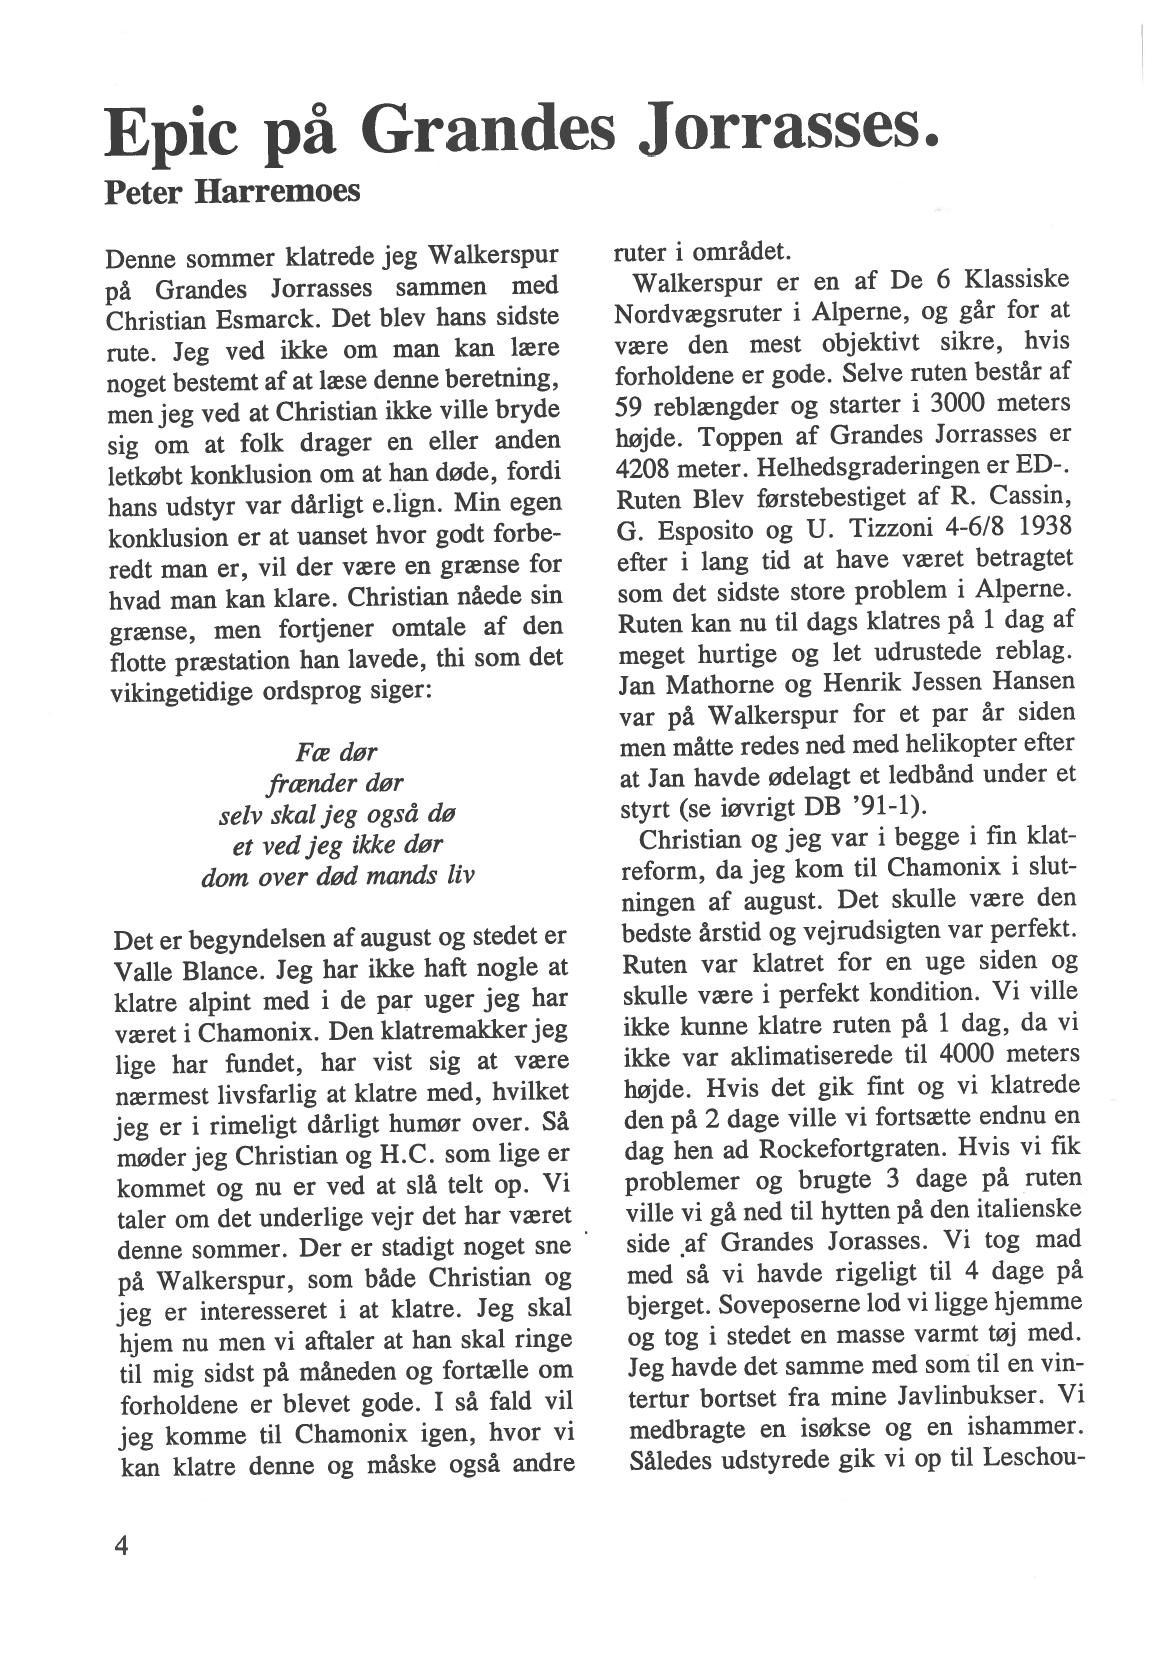 Epic på Grandes Jorrasses.
Peter Harremoes
Denne sommer klatrede jeg Walkerspur
på Grandes Jorrasses sammen med
Christian Esmarck. Det blev hans sidste
rute. Jeg ved ikke om man kan lære
noget bestemt af at læse denne beretning,
men jeg ved at Christian ikke ville bryde
sig om at folk drager en eller anden
letkøbt konklusion om at han døde, fordi
hans udstyr var dårligt e.lign. Min egen
konklusion er at uanset hvor godt forbe-
redt man er, vil der være en grænse for
hvad man kan klare. Christian nåede sin
grænse, men fortjener omtale af den
flotte præstation han lavede, thi som det
vikingetidige ordsprog siger:
Fæ dør
frænder dør
selv skal jeg også dø
et ved jeg ikke dør
dom over død mands liv
Det er begyndelsen af august og stedet er
Valle Blance. Jeg har ikke haft nogle at
klatre alpint med i de par uger jeg har
været i Chamonix. Den klatremakker jeg
lige har fundet, har vist sig at være
nærmest livsfarlig at klatre med, hvilket
jeg er i rimeligt dårligt humør over. Så
møder jeg Christian og H.C. som lige er
kommet og nu er ved at slå telt op. Vi
taler om det underlige vejr det har været
denne sommer. Der er stadigt noget sne
på Walkerspur, som både Christian og
jeg er interesseret i at klatre. Jeg skal
hjem nu men vi aftaler at han skal ringe
til mig sidst på måneden og fortælle om
forholdene er blevet gode. I så fald vil
jeg komme til Chamonix igen, hvor vi
kan klatre denne og måske også andre
ruter i området.
Walkerspur er en af De 6 Klassiske
Nordvægsruter i Alperne, og går for at
være den mest objektivt sikre, hvis
forholdene er gode. Selve ruten består af
59 reblængder og starter i 3000 meters
højde. Toppen af Grandes Jorrasses er
4208 meter. Helhedsgraderingen er ED-.
Ruten Blev førstebestiget af R. Cassin,
G. Esposito og U. Tizzoni 4-6/8 1938
efter i lang tid at have været betragtet
som det sidste store problem i Alperne.
Ruten kan nu til dags klatres på 1 dag af
meget hurtige og let udrustede reblag.
Jan Mathorne og Henrik Jessen Hansen
var på Walkerspur for et par år siden
men måtte redes ned med helikopter efter
at Jan havde ødelagt et ledbånd under et
styrt (se iøvrigt DB '91-1).
Christian og jeg var i begge i fin klat-
reform, da jeg kom til Chamonix i slut-
ningen af august. Det skulle være den
bedste årstid og vejrudsigten var perfekt.
Ruten var klatret for en uge siden og
skulle være i perfekt kondition. Vi ville
ikke kunne klatre ruten på 1 dag, da vi
ikke var aklimatiserede til 4000 meters
højde. Hvis det gik fint og vi klatrede
den på 2 dage ville vi fortsætte endnu en
dag hen ad Rockefortgraten. Hvis vi fik
problemer og brugte 3 dage på ruten
ville vi gå ned til hytten på den italienske
side af Grandes Jorasses. Vi tog mad
med så vi havde rigeligt til 4 dage på
bjerget. Soveposerne lod vi ligge hjemme
og tog i stedet en masse varmt tøj med.
Jeg havde det samme med som til en vin-
tertur bortset fra mine Javlinbukser. Vi
medbragte en isøkse og en ishammer.
Således udstyrede gik vi op til Leschou-
4